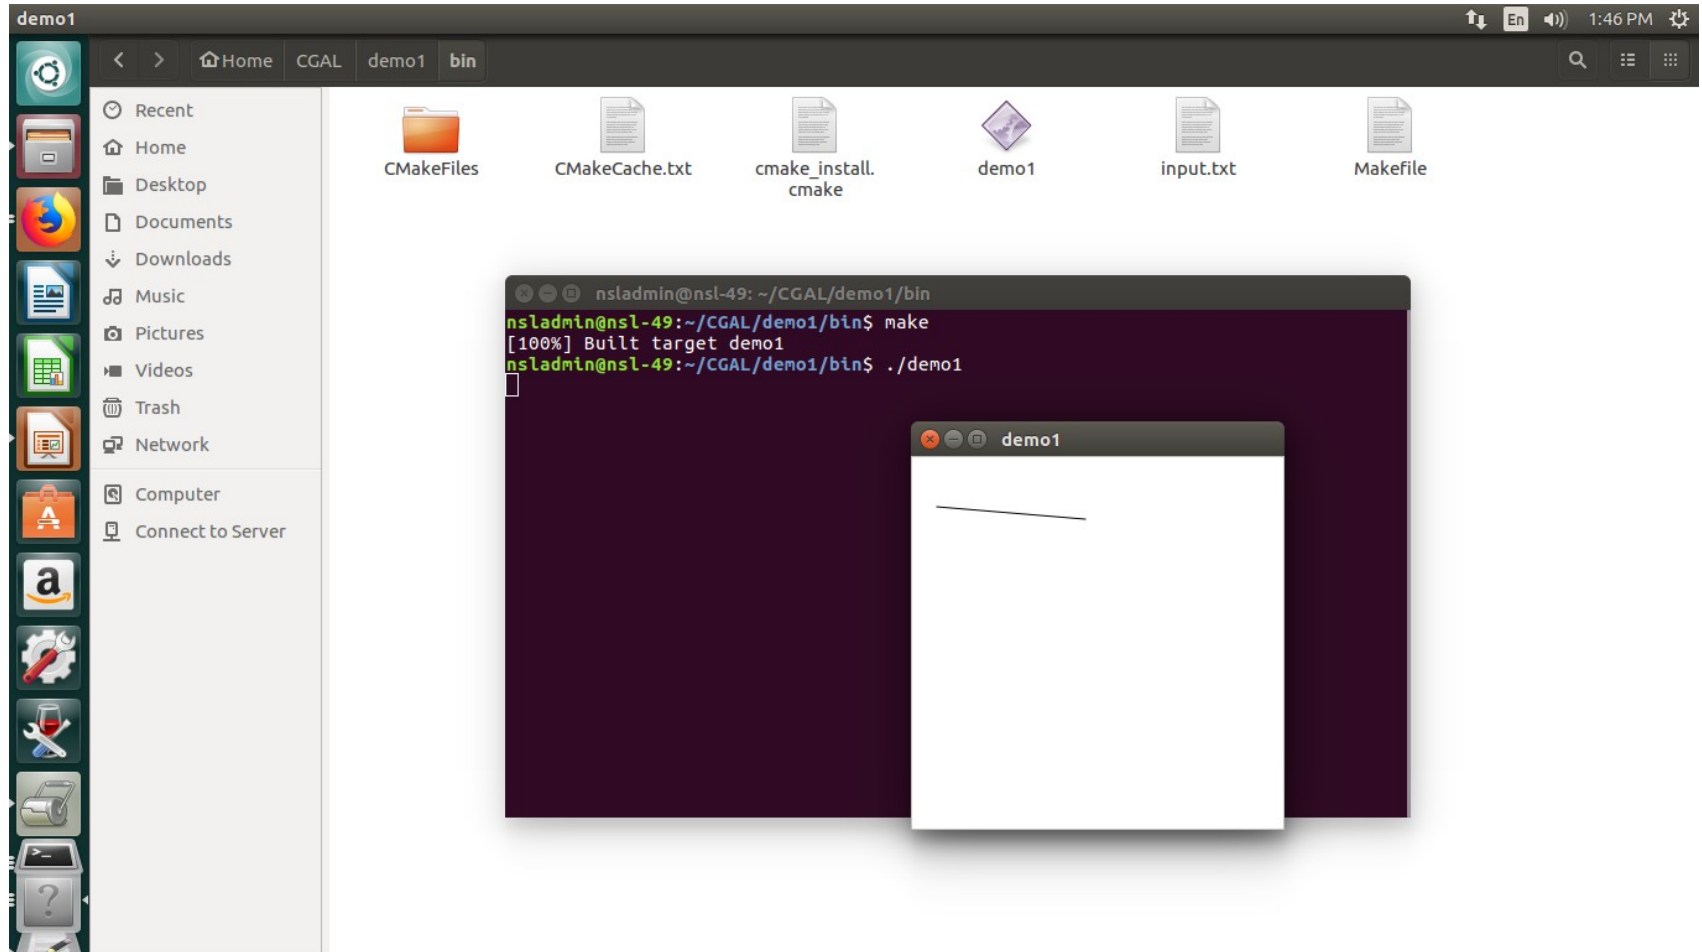 demo1
En
1:46 PM
Home CGAL demo1 bin
Recent
Home
Desktop
Documents
Downloads
Music
Pictures
Videos
Trash
Network
Computer
Connect to Server
CMakeFiles
CMakeCache.txt
cmake_install.
cmake
demo1
input.txt
Makefile
nsladmin@nsl-49: ~/CGAL/demo1/bin
nsladmin@nsl-49:~/CGAL/demo1/bin$ make
[100%] Built target demo1
nsladmin@nsl-49:~/CGAL/demo1/bin$ ./demo1
demo1